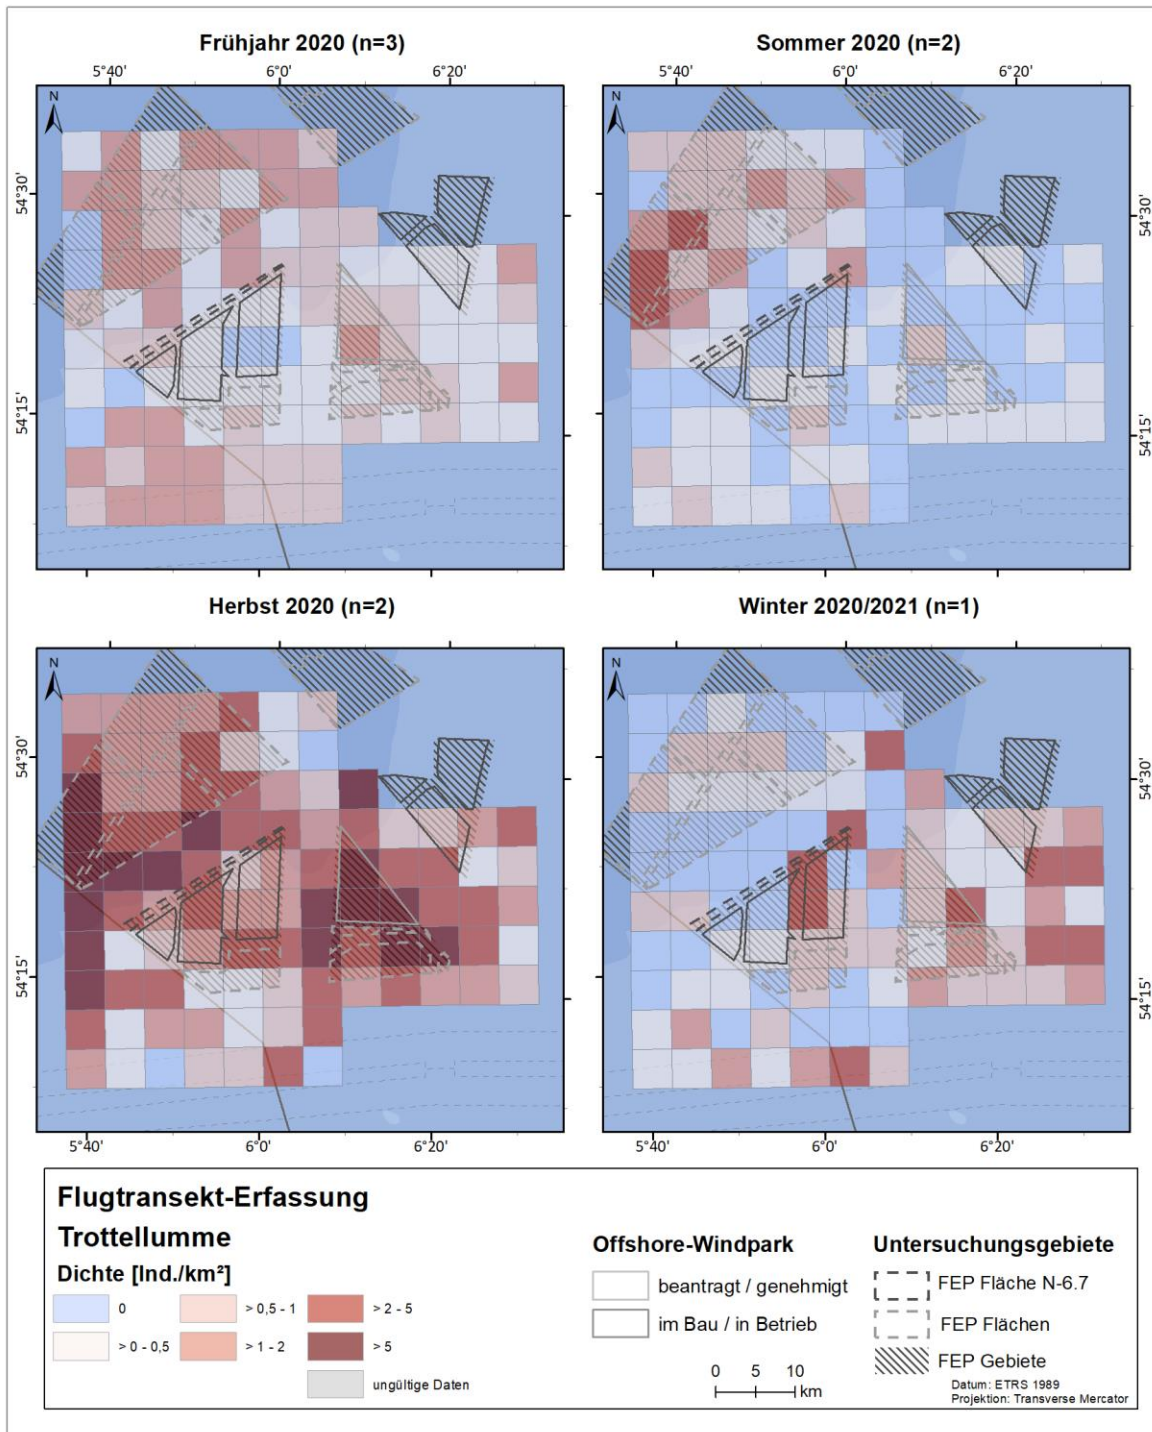 Frühjahr 2020 (n=3)
Sommer 2020 (n=2)
5°40'
6°0'
6°20'
5°40'
6°0'
6°20'
N
N
54°30'
54°30'
54°15'
54°15'
Herbst 2020 (n=2)
Winter 2020/2021 (n=1)
N
N
54°30'
54°30'
54°15'
54°15'
5°40'
6°0'
6°20'
5°40'
6°0'
6°20'
Flugtransekt-Erfassung
Trottellumme
Dichte [Ind./km²]
0
> 0,5 - 1
> 2 - 5
> 0 - 0,5
> 1 - 2
> 5
ungültige Daten
Offshore-Windpark
beantragt / genehmigt
im Bau / in Betrieb
0 5 10
km
Untersuchungsgebiete
FEP Fläche N-6.7
FEP Flächen
FEP Gebiete
Datum: ETRS 1989
Projektion: Transverse Mercator